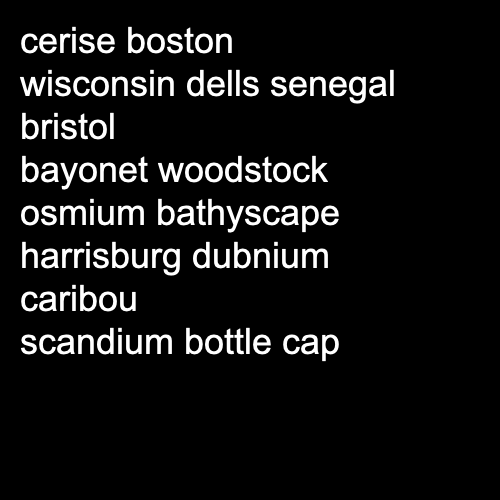 cerise boston
wisconsin dells senegal
bristol
bayonet woodstock
osmium bathyscape
harrisburg dubnium
caribou
scandium bottle cap